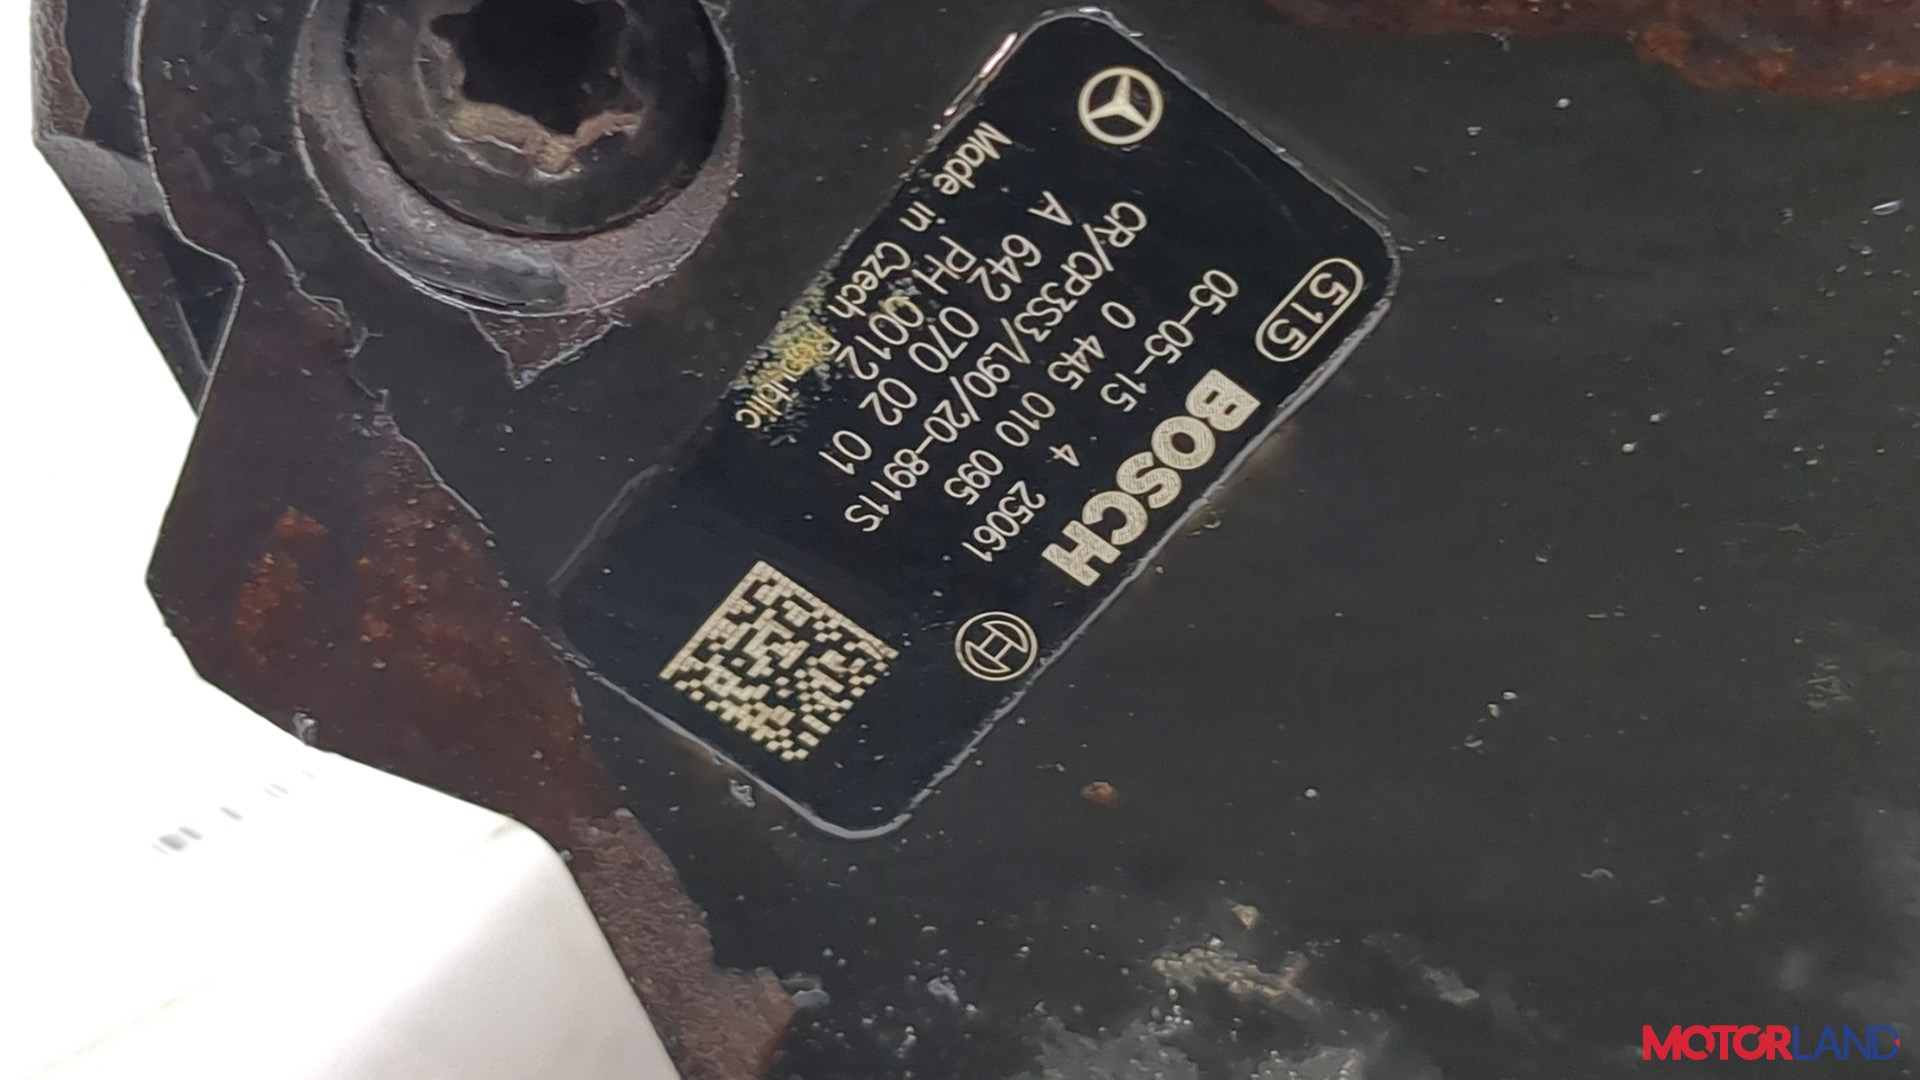 515 BOSCH
05-05-15 4 25061
0 445 010 095
CR/CP3S3/L90/20-8911S
A 642 070 02 01
PH 0012
Made in Czech Republic
MOTORLAND